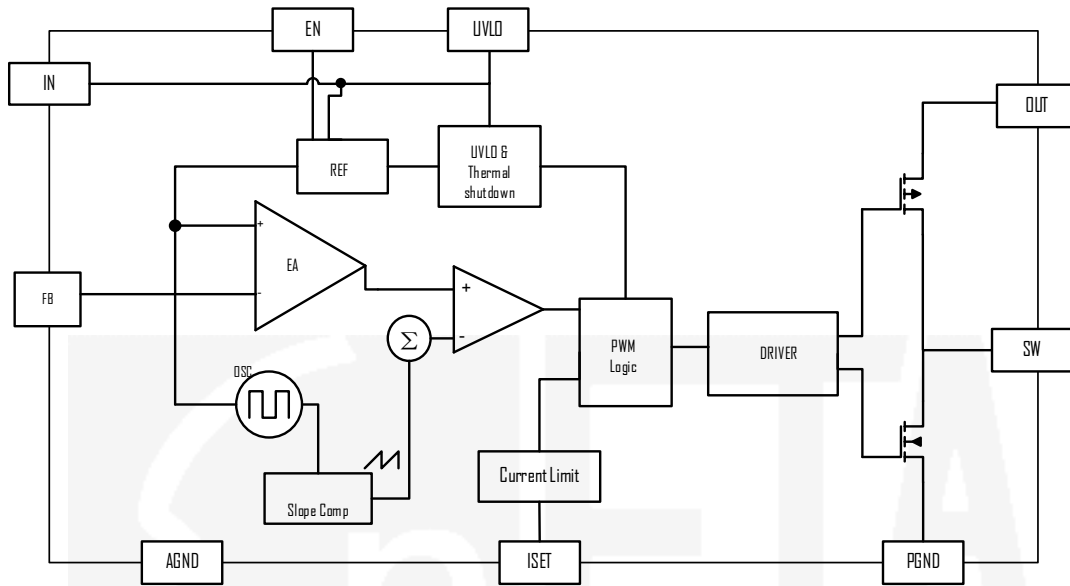 EN
UVLO
IN
OUT
REF
UVLO &
Thermal
shutdown
+
EA
-
FB
+
Σ
-
PWM
Logic
DRIVER
SW
OSC
Current Limit
Slope Comp
AGND
ISET
PGND
ETA